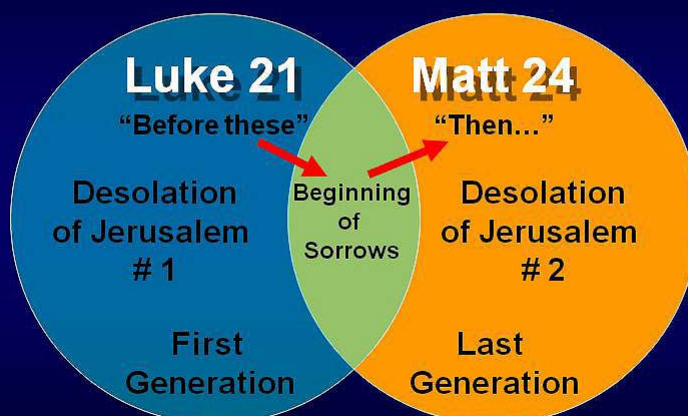 Luke 21
“Before these”
Desolation
of Jerusalem
# 1
First
Generation
Beginning
of
Sorrows
Matt 24
“Then...”
Desolation
of Jerusalem
# 2
Last
Generation